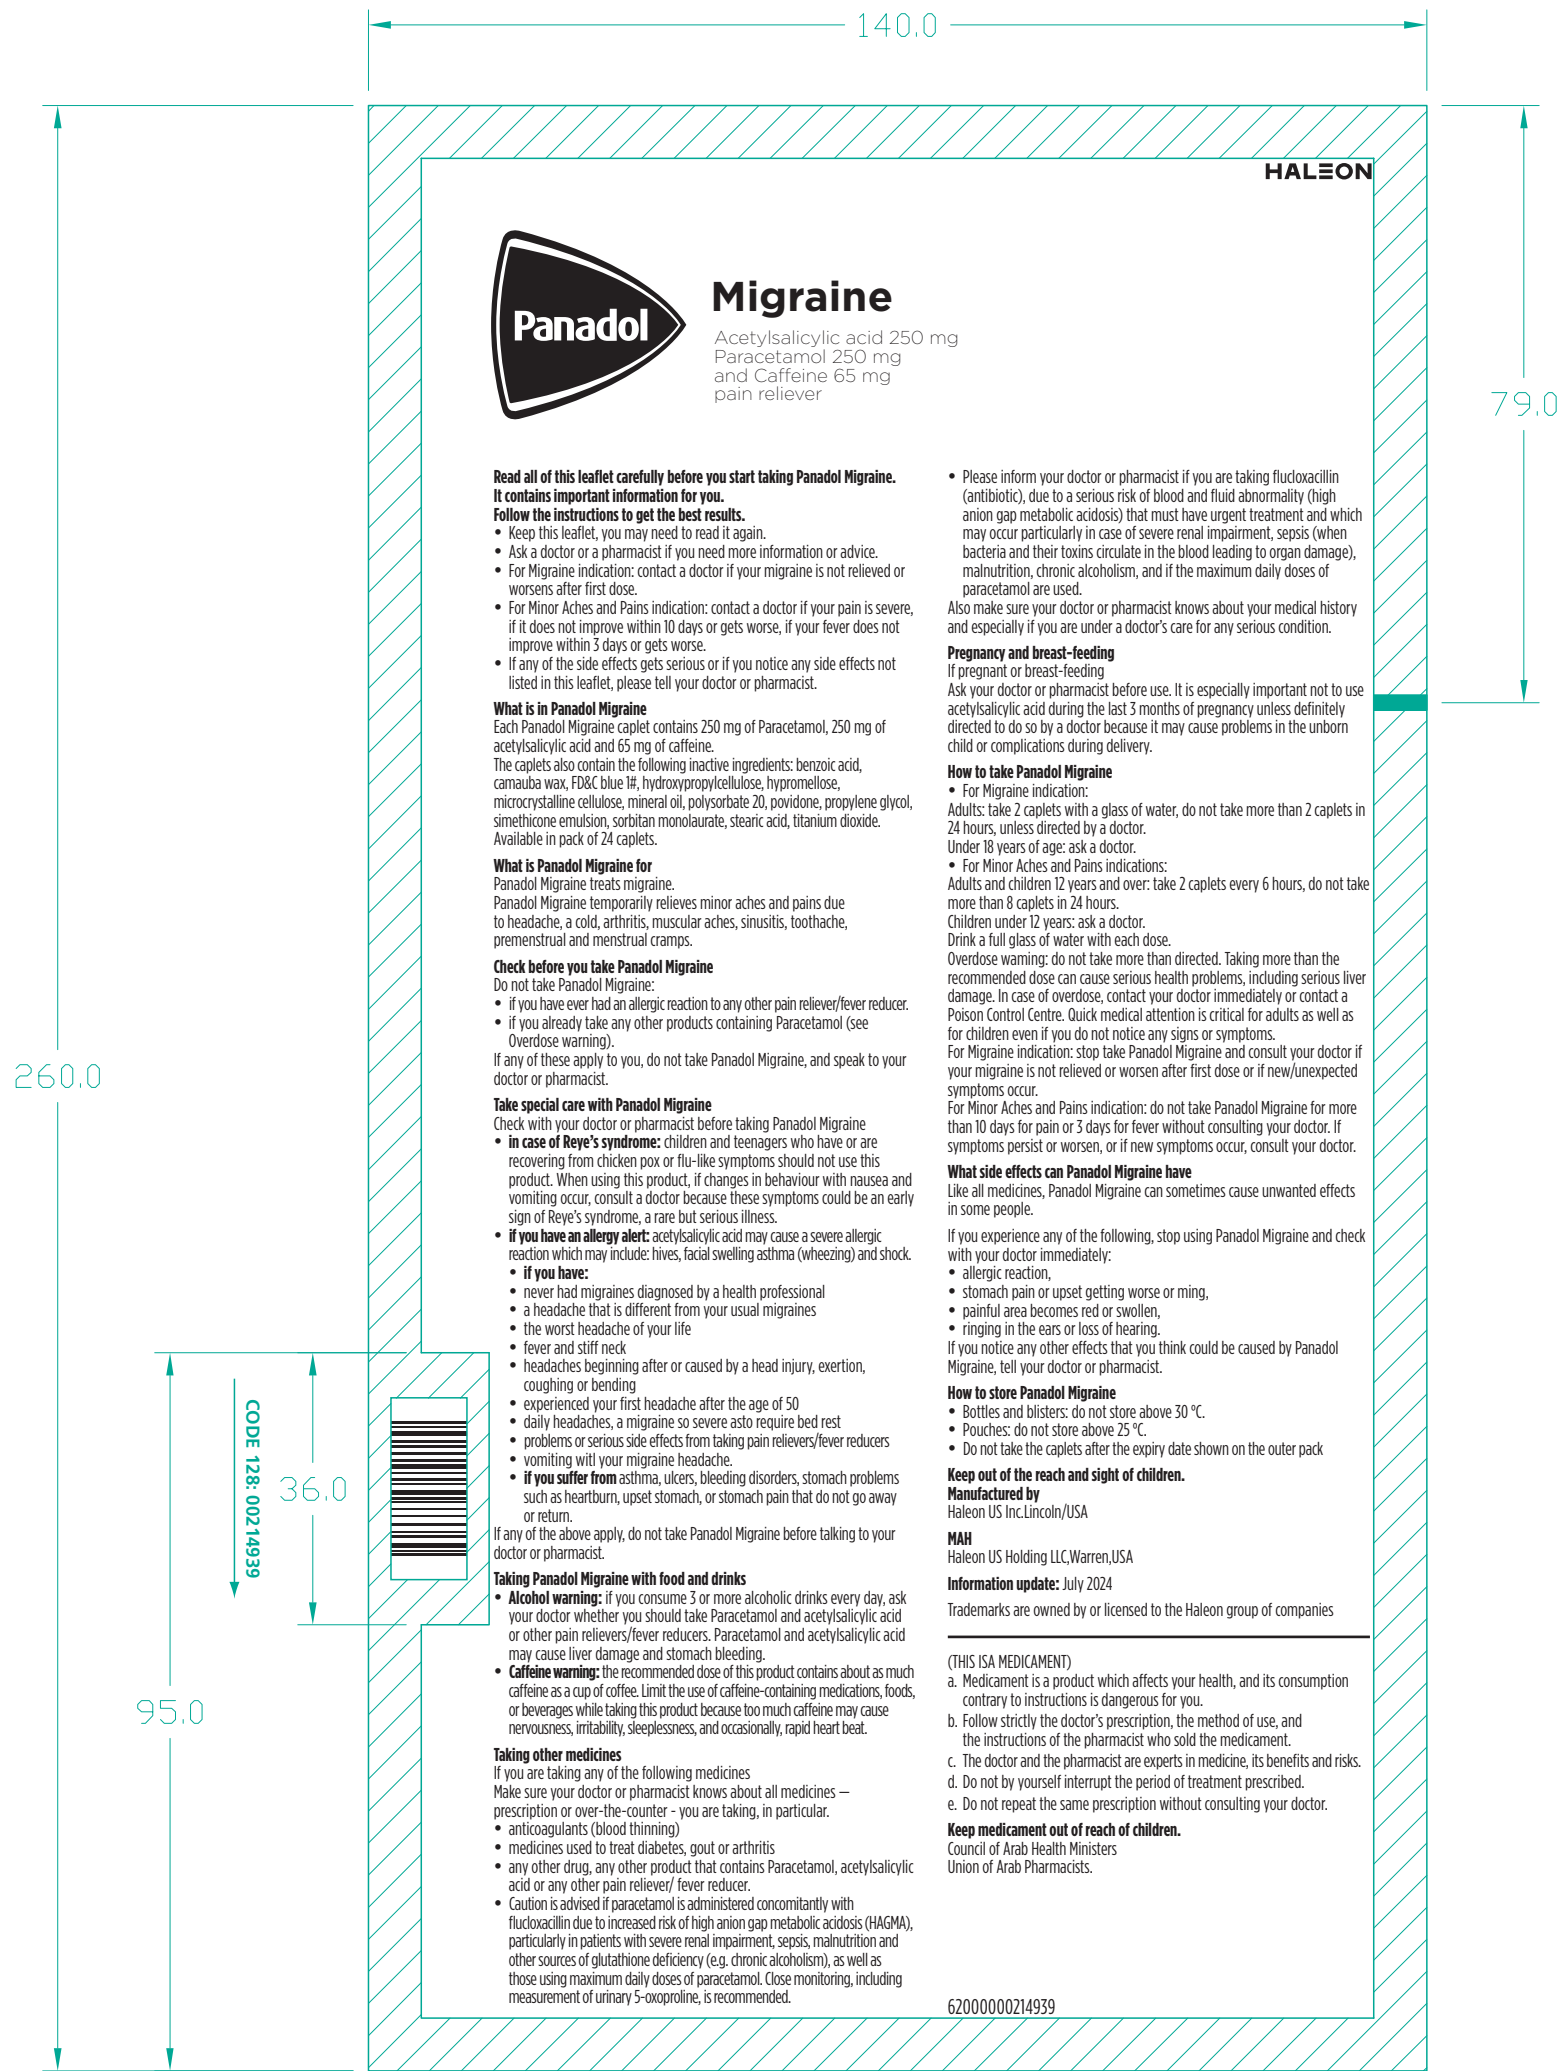 140.0
HALEON
Panadol
Migraine
Acetylsalicylic acid 250 mg
Paracetamol 250 mg
and Caffeine 65 mg
pain reliever
79.0
260.0
95.0
36.0
CODE 128: 00214939
Read all of this leaflet carefully before you start taking Panadol Migraine.
It contains important information for you.
Follow the instructions to get the best results.
• Keep this leaflet, you may need to read it again.
• Ask a doctor or a pharmacist if you need more information or advice.
• For Migraine indication: contact a doctor if your migraine is not relieved or
worsens after first dose.
• For Minor Aches and Pains indication: contact a doctor if your pain is severe,
if it does not improve within 10 days or gets worse, if your fever does not
improve within 3 days or gets worse.
• If any of the side effects gets serious or if you notice any side effects not
listed in this leaflet, please tell your doctor or pharmacist.
What is in Panadol Migraine
Each Panadol Migraine caplet contains 250 mg of Paracetamol, 250 mg of
acetylsalicylic acid and 65 mg of caffeine.
The caplets also contain the following inactive ingredients: benzoic acid,
camauba wax, FD&C blue 1#, hydroxypropylcellulose, hypromellose,
microcrystalline cellulose, mineral oil, polysorbate 20, povidone, propylene glycol,
simethicone emulsion, sorbitan monolaurate, stearic acid, titanium dioxide.
Available in pack of 24 caplets.
What is Panadol Migraine for
Panadol Migraine treats migraine.
Panadol Migraine temporarily relieves minor aches and pains due
to headache, a cold, arthritis, muscular aches, sinusitis, toothache,
premenstrual and menstrual cramps.
Check before you take Panadol Migraine
Do not take Panadol Migraine:
• if you have ever had an allergic reaction to any other pain reliever/fever reducer.
• if you already take any other products containing Paracetamol (see
Overdose warning).
If any of these apply to you, do not take Panadol Migraine, and speak to your
doctor or pharmacist.
Take special care with Panadol Migraine
Check with your doctor or pharmacist before taking Panadol Migraine
• in case of Reye's syndrome: children and teenagers who have or are
recovering from chicken pox or flu-like symptoms should not use this
product. When using this product, if changes in behaviour with nausea and
vomiting occur, consult a doctor because these symptoms could be an early
sign of Reye's syndrome, a rare but serious illness.
• if you have an allergy alert: acetylsalicylic acid may cause a severe allergic
reaction which may include: hives, facial swelling asthma (wheezing) and shock.
• if you have:
• never had migraines diagnosed by a health professional
• a headache that is different from your usual migraines
• the worst headache of your life
• fever and stiff neck
• headaches beginning after or caused by a head injury, exertion,
coughing or bending
• experienced your first headache after the age of 50
• daily headaches, a migraine so severe asto require bed rest
• problems or serious side effects from taking pain relievers/fever reducers
• vomiting witl your migraine headache.
• if you suffer from asthma, ulcers, bleeding disorders, stomach problems
such as heartburn, upset stomach, or stomach pain that do not go away
or return.
If any of the above apply, do not take Panadol Migraine before talking to your
doctor or pharmacist.
Taking Panadol Migraine with food and drinks
• Alcohol warning: if you consume 3 or more alcoholic drinks every day, ask
your doctor whether you should take Paracetamol and acetylsalicylic acid
or other pain relievers/fever reducers. Paracetamol and acetylsalicylic acid
may cause liver damage and stomach bleeding.
• Caffeine warning: the recommended dose of this product contains about as much
caffeine as a cup of coffee. Limit the use of caffeine-containing medications, foods,
or beverages while taking this product because too much caffeine may cause
nervousness, irritability, sleeplessness, and occasionally, rapid heart beat.
Taking other medicines
If you are taking any of the following medicines
Make sure your doctor or pharmacist knows about all medicines –
prescription or over-the-counter - you are taking, in particular.
• anticoagulants (blood thinning)
• medicines used to treat diabetes, gout or arthritis
• any other drug, any other product that contains Paracetamol, acetylsalicylic
acid or any other pain reliever/ fever reducer.
• Caution is advised if paracetamol is administered concomitantly with
flucloxacillin due to increased risk of high anion gap metabolic acidosis (HAGMA),
particularly in patients with severe renal impairment, sepsis, malnutrition and
other sources of glutathione deficiency (e.g. chronic alcoholism), as well as
those using maximum daily doses of paracetamol. Close monitoring, including
measurement of urinary 5-oxoproline, is recommended.
• Please inform your doctor or pharmacist if you are taking flucloxacillin
(antibiotic), due to a serious risk of blood and fluid abnormality (high
anion gap metabolic acidosis) that must have urgent treatment and which
may occur particularly in case of severe renal impairment, sepsis (when
bacteria and their toxins circulate in the blood leading to organ damage),
malnutrition, chronic alcoholism, and if the maximum daily doses of
paracetamol are used.
Also make sure your doctor or pharmacist knows about your medical history
and especially if you are under a doctor's care for any serious condition.
Pregnancy and breast-feeding
If pregnant or breast-feeding
Ask your doctor or pharmacist before use. It is especially important not to use
acetylsalicylic acid during the last 3 months of pregnancy unless definitely
directed to do so by a doctor because it may cause problems in the unborn
child or complications during delivery.
How to take Panadol Migraine
• For Migraine indication:
Adults: take 2 caplets with a glass of water, do not take more than 2 caplets in
24 hours, unless directed by a doctor.
Under 18 years of age: ask a doctor.
• For Minor Aches and Pains indications:
Adults and children 12 years and over: take 2 caplets every 6 hours, do not take
more than 8 caplets in 24 hours.
Children under 12 years: ask a doctor.
Drink a full glass of water with each dose.
Overdose waming: do not take more than directed. Taking more than the
recommended dose can cause serious health problems, including serious liver
damage. In case of overdose, contact your doctor immediately or contact a
Poison Control Centre. Quick medical attention is critical for adults as well as
for children even if you do not notice any signs or symptoms.
For Migraine indication: stop take Panadol Migraine and consult your doctor if
your migraine is not relieved or worsen after first dose or if new/unexpected
symptoms occur.
For Minor Aches and Pains indication: do not take Panadol Migraine for more
than 10 days for pain or 3 days for fever without consulting your doctor. If
symptoms persist or worsen, or if new symptoms occur, consult your doctor.
What side effects can Panadol Migraine have
Like all medicines, Panadol Migraine can sometimes cause unwanted effects
in some people.
If you experience any of the following, stop using Panadol Migraine and check
with your doctor immediately:
• allergic reaction,
• stomach pain or upset getting worse or ming,
• painful area becomes red or swollen,
• ringing in the ears or loss of hearing.
If you notice any other effects that you think could be caused by Panadol
Migraine, tell your doctor or pharmacist.
How to store Panadol Migraine
• Bottles and blisters: do not store above 30 °C.
• Pouches: do not store above 25 °C.
• Do not take the caplets after the expiry date shown on the outer pack
Keep out of the reach and sight of children.
Manufactured by
Haleon US Inc.Lincoln/USA
MAH
Haleon US Holding LLC,Warren,USA
Information update: July 2024
Trademarks are owned by or licensed to the Haleon group of companies
(THIS ISA MEDICAMENT)
a. Medicament is a product which affects your health, and its consumption
contrary to instructions is dangerous for you.
b. Follow strictly the doctor's prescription, the method of use, and
the instructions of the pharmacist who sold the medicament.
c. The doctor and the pharmacist are experts in medicine, its benefits and risks.
d. Do not by yourself interrupt the period of treatment prescribed.
e. Do not repeat the same prescription without consulting your doctor.
Keep medicament out of reach of children.
Council of Arab Health Ministers
Union of Arab Pharmacists.
62000000214939